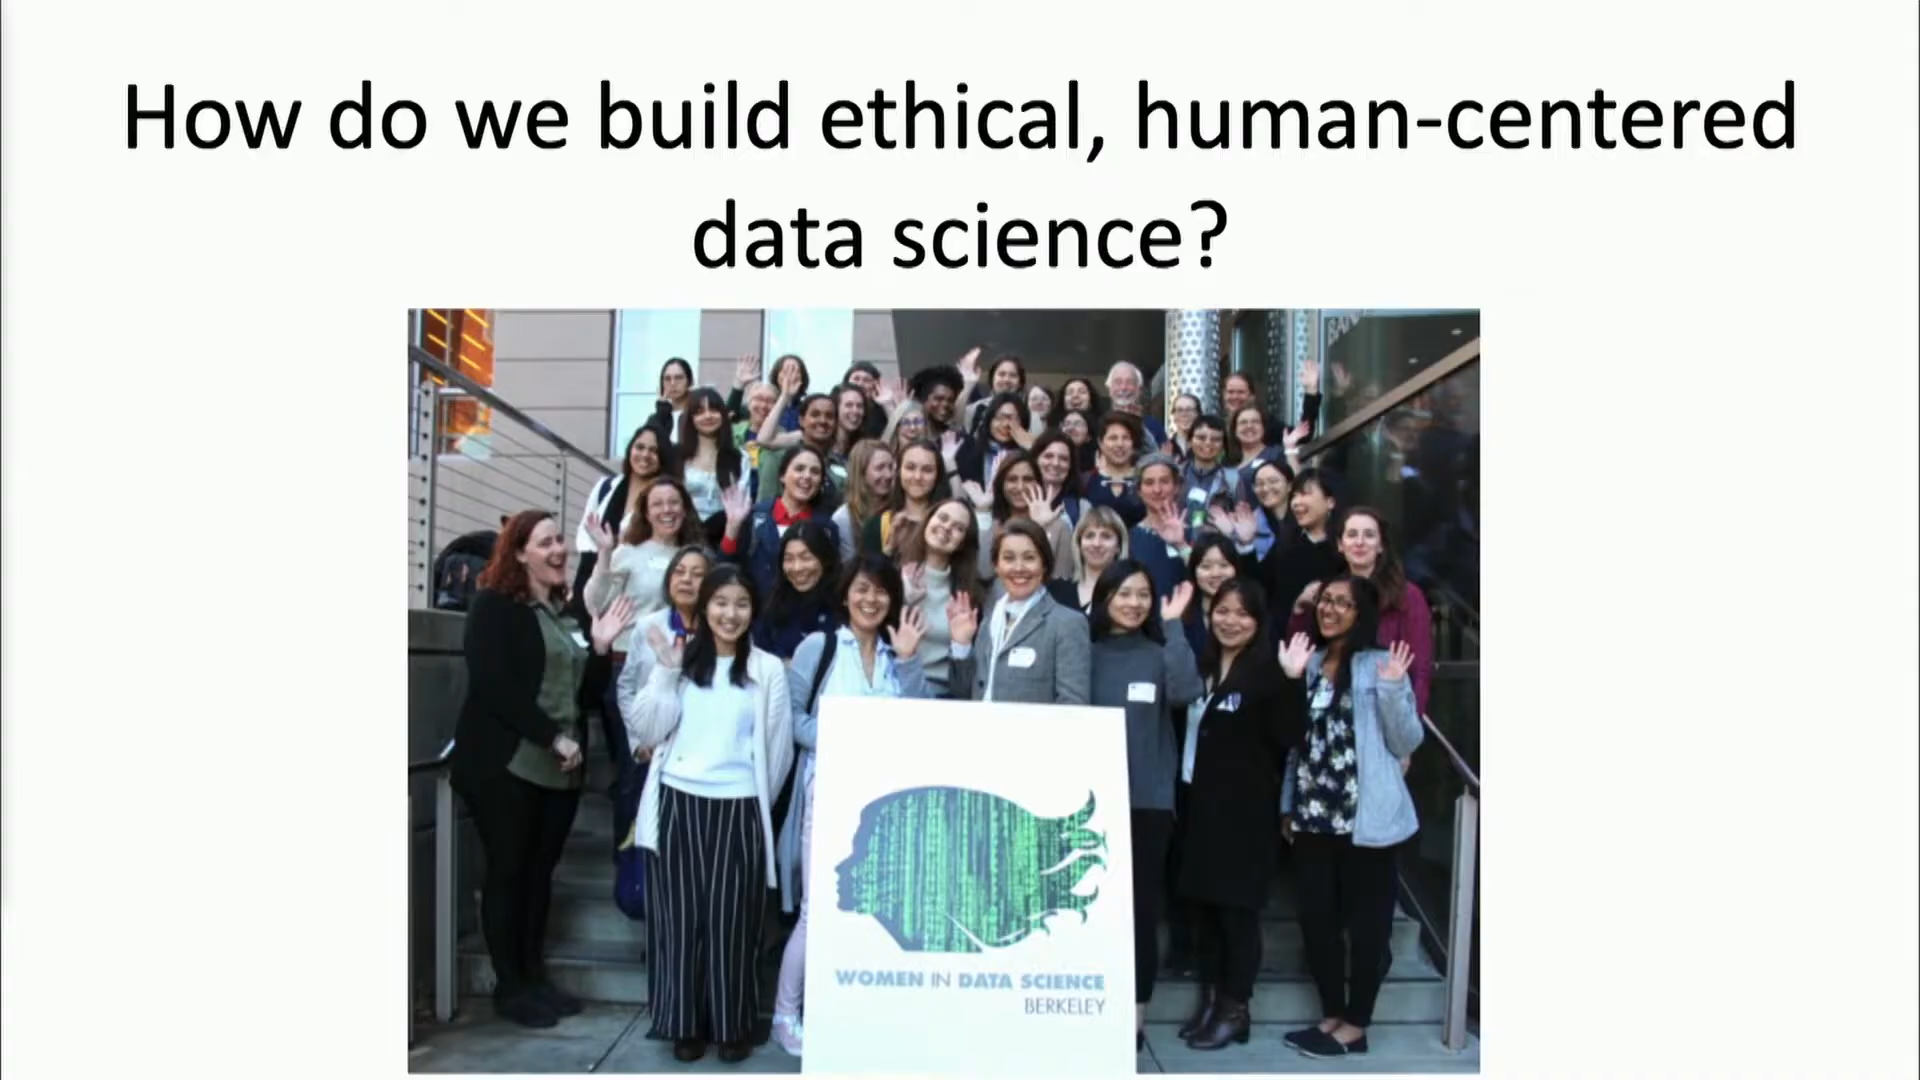 How do we build ethical, human-centered
data science?
WOMEN IN DATA SCIENCE
BERKELEY